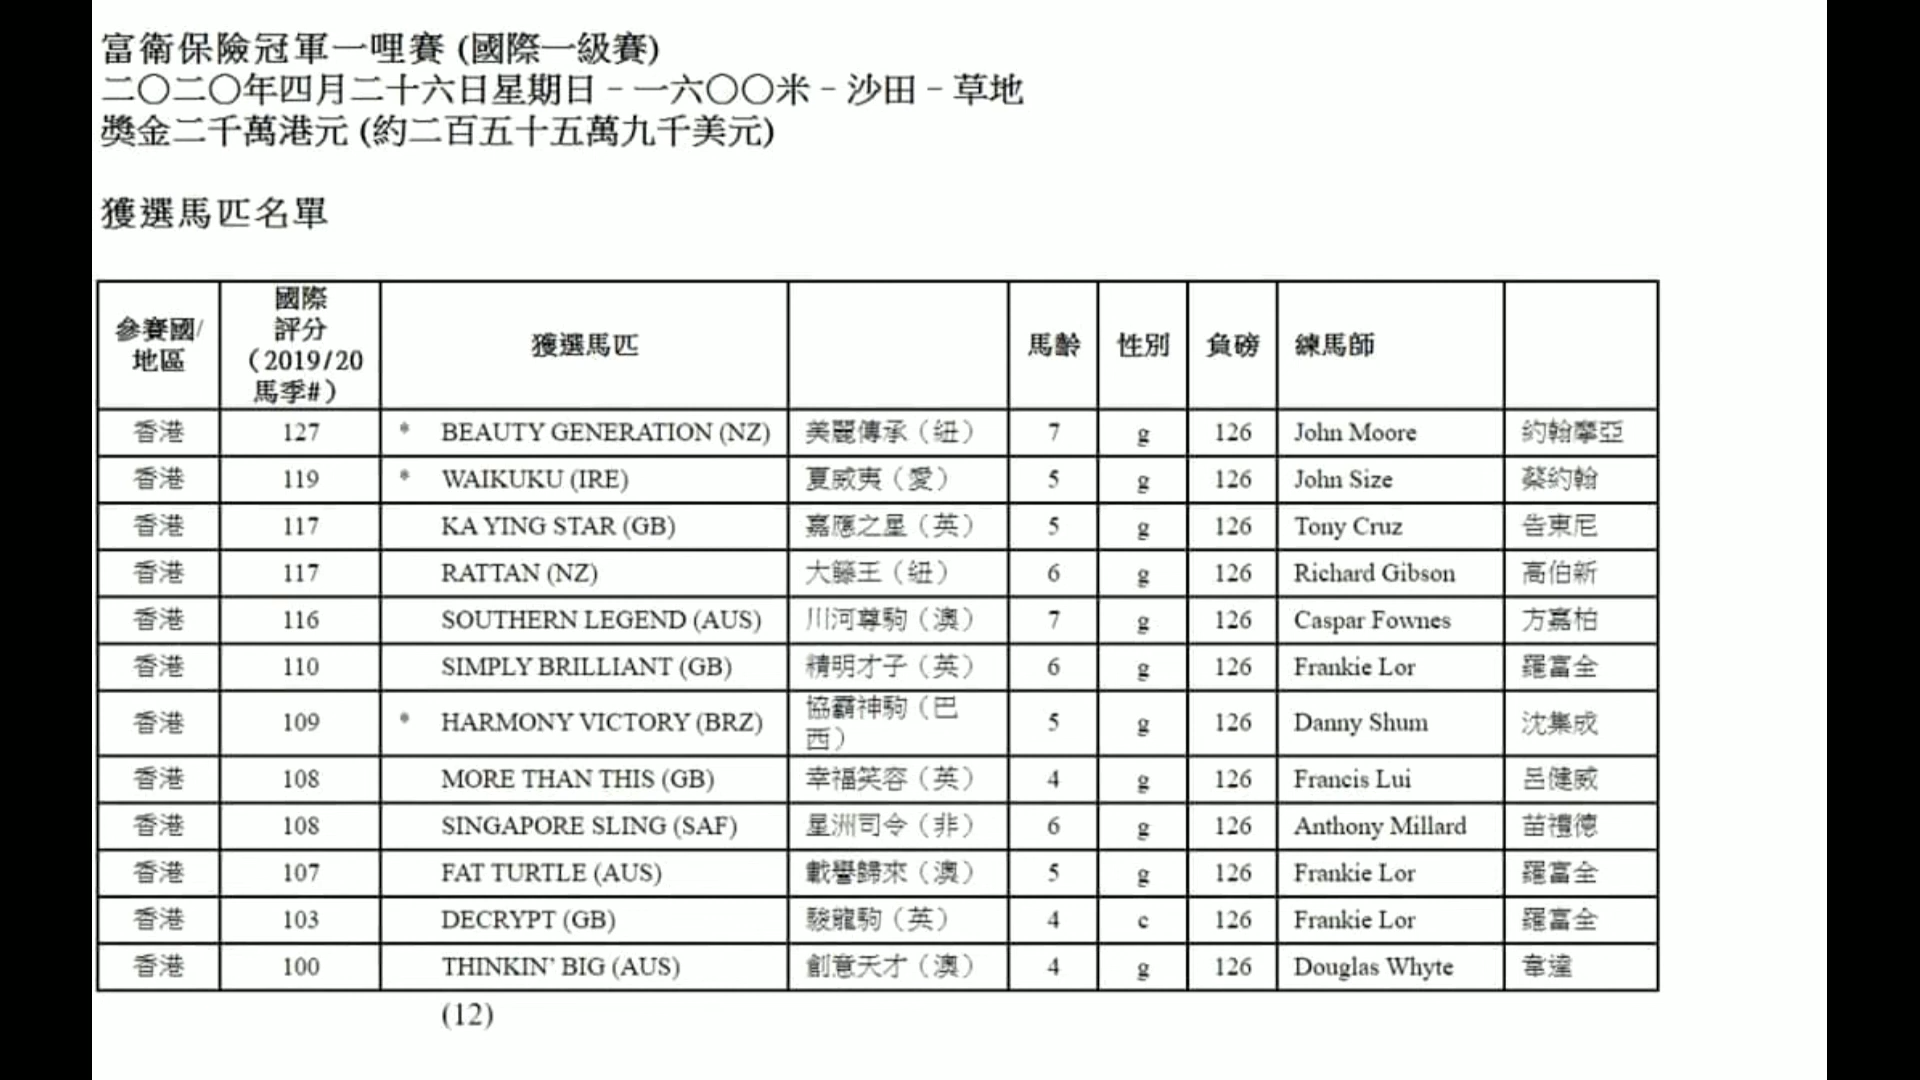 富衛保險冠軍一哩賽 (國際一級賽)
二〇二〇年四月二十六日星期日 - 一六〇〇米 - 沙田 - 草地
獎金二千萬港元 (約二百五十五萬九千美元)
獲選馬匹名單
參賽國/地區 國際評分（2019/20馬季#） 獲選馬匹 馬齡 性別 負磅 練馬師
香港 127 * BEAUTY GENERATION (NZ) 美麗傳承（紐） 7 g 126 John Moore 約翰摩亞
香港 119 * WAIKUKU (IRE) 夏威夷（愛） 5 g 126 John Size 蔡約翰
香港 117 KA YING STAR (GB) 嘉應之星（英） 5 g 126 Tony Cruz 告東尼
香港 117 RATTAN (NZ) 大籐王（紐） 6 g 126 Richard Gibson 高伯新
香港 116 SOUTHERN LEGEND (AUS) 川河尊駒（澳） 7 g 126 Caspar Fownes 方嘉柏
香港 110 SIMPLY BRILLIANT (GB) 精明才子（英） 6 g 126 Frankie Lor 羅富全
香港 109 * HARMONY VICTORY (BRZ) 協霸神駒（巴西） 5 g 126 Danny Shum 沈集成
香港 108 MORE THAN THIS (GB) 幸福笑容（英） 4 g 126 Francis Lui 呂健威
香港 108 SINGAPORE SLING (SAF) 星洲司令（非） 6 g 126 Anthony Millard 苗禮德
香港 107 FAT TURTLE (AUS) 載譽歸來（澳） 5 g 126 Frankie Lor 羅富全
香港 103 DECRYPT (GB) 駿龍駒（英） 4 c 126 Frankie Lor 羅富全
香港 100 THINKIN’ BIG (AUS) 創意天才（澳） 4 g 126 Douglas Whyte 韋達
(12)